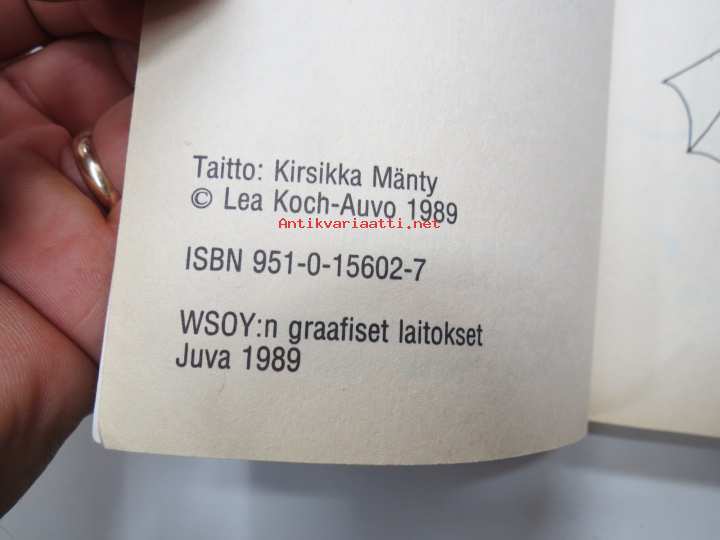 Taitto: Kirsikka Mänty
© Lea Koch-Auvo 1989
Antikvariaatti.net
ISBN 951-0-15602-7
WSOY:n graafiset laitokset
Juva 1989